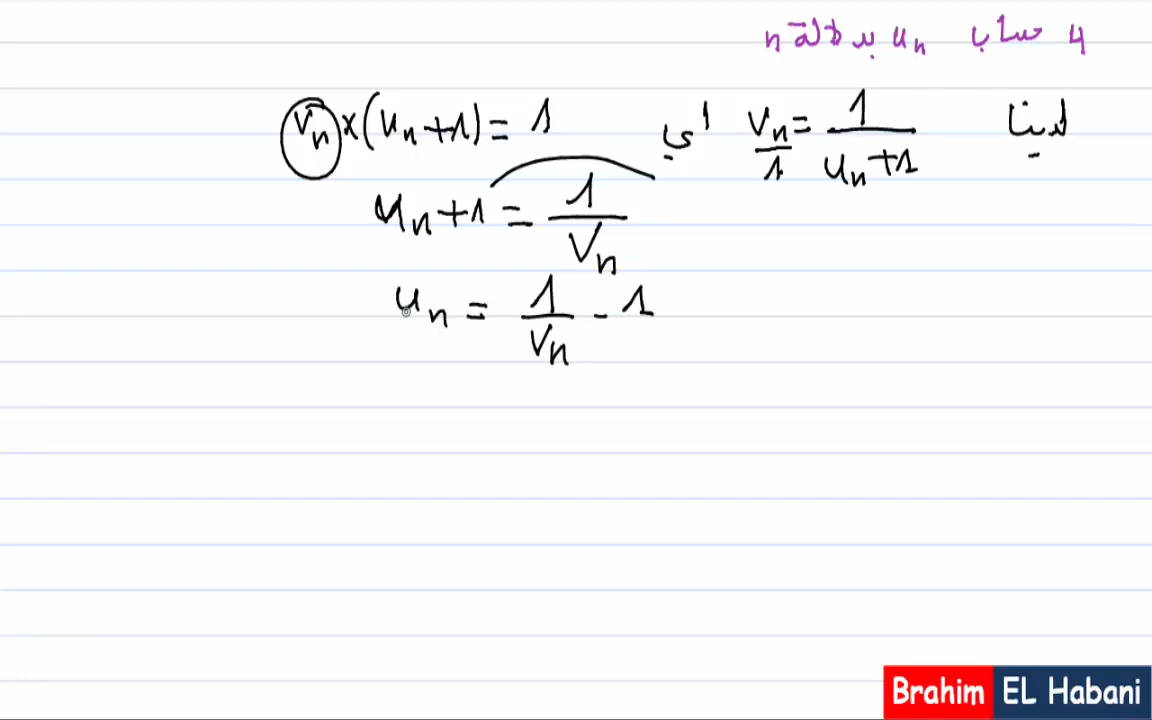 4 حساب uₙ بدلالة n
لدينا vₙ/1 = 1/(uₙ+1) اي vₙ×(uₙ+1) = 1
uₙ+1 = 1/vₙ
uₙ = 1/vₙ - 1
Brahim EL Habani